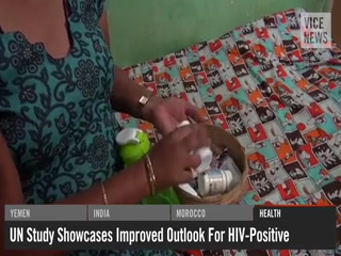 VICE
NEWS
YEMEN INDIA MOROCCO HEALTH
UN Study Showcases Improved Outlook For HIV-Positive